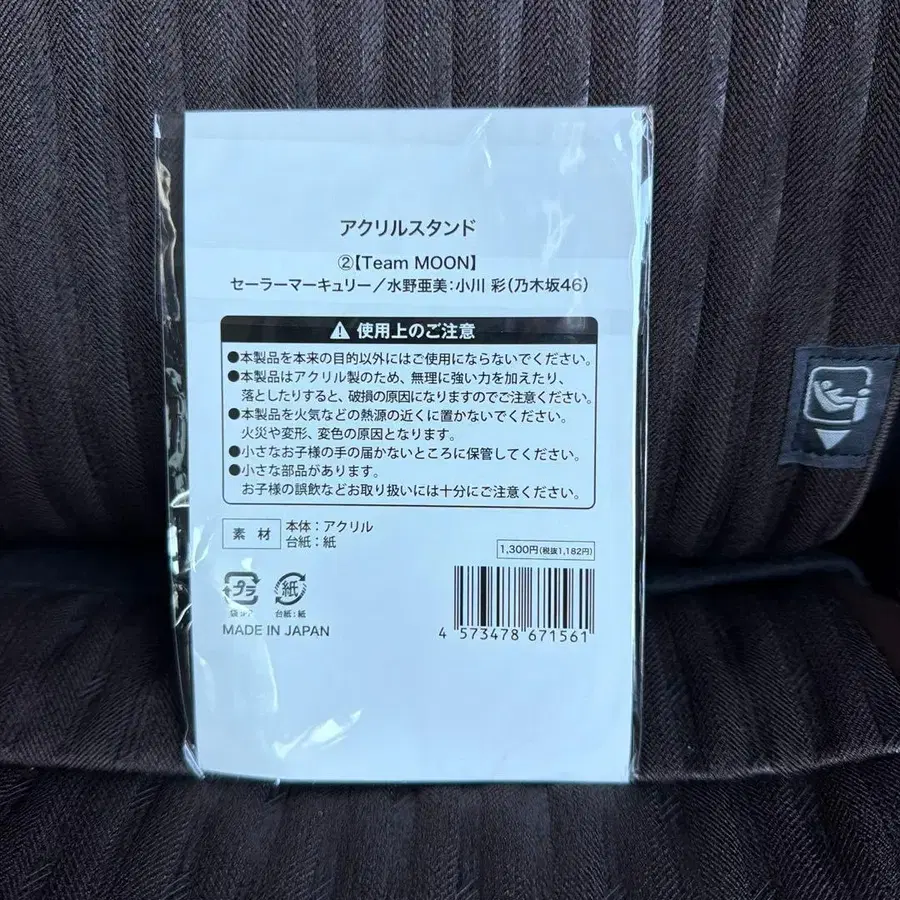 アクリルスタンド
②【Team MOON】
セーラーマーキュリー／水野亜美：小川 彩（乃木坂46）
使用上のご注意
●本製品を本来の目的以外にはご使用にならないでください。
●本製品はアクリル製のため、無理に強い力を加えたり、
落としたりすると、破損の原因になりますのでご注意ください。
●本製品を火気などの熱源の近くに置かないでください。
火災や変形、変色の原因となります。
●小さなお子様の手の届かないところに保管してください。
●小さな部品があります。
お子様の誤飲などお取り扱いには十分にご注意ください。
素 材
本体：アクリル
台紙：紙
1,300円（税抜1,182円）
プラ
紙
台紙：紙
MADE IN JAPAN
4 573478 671561